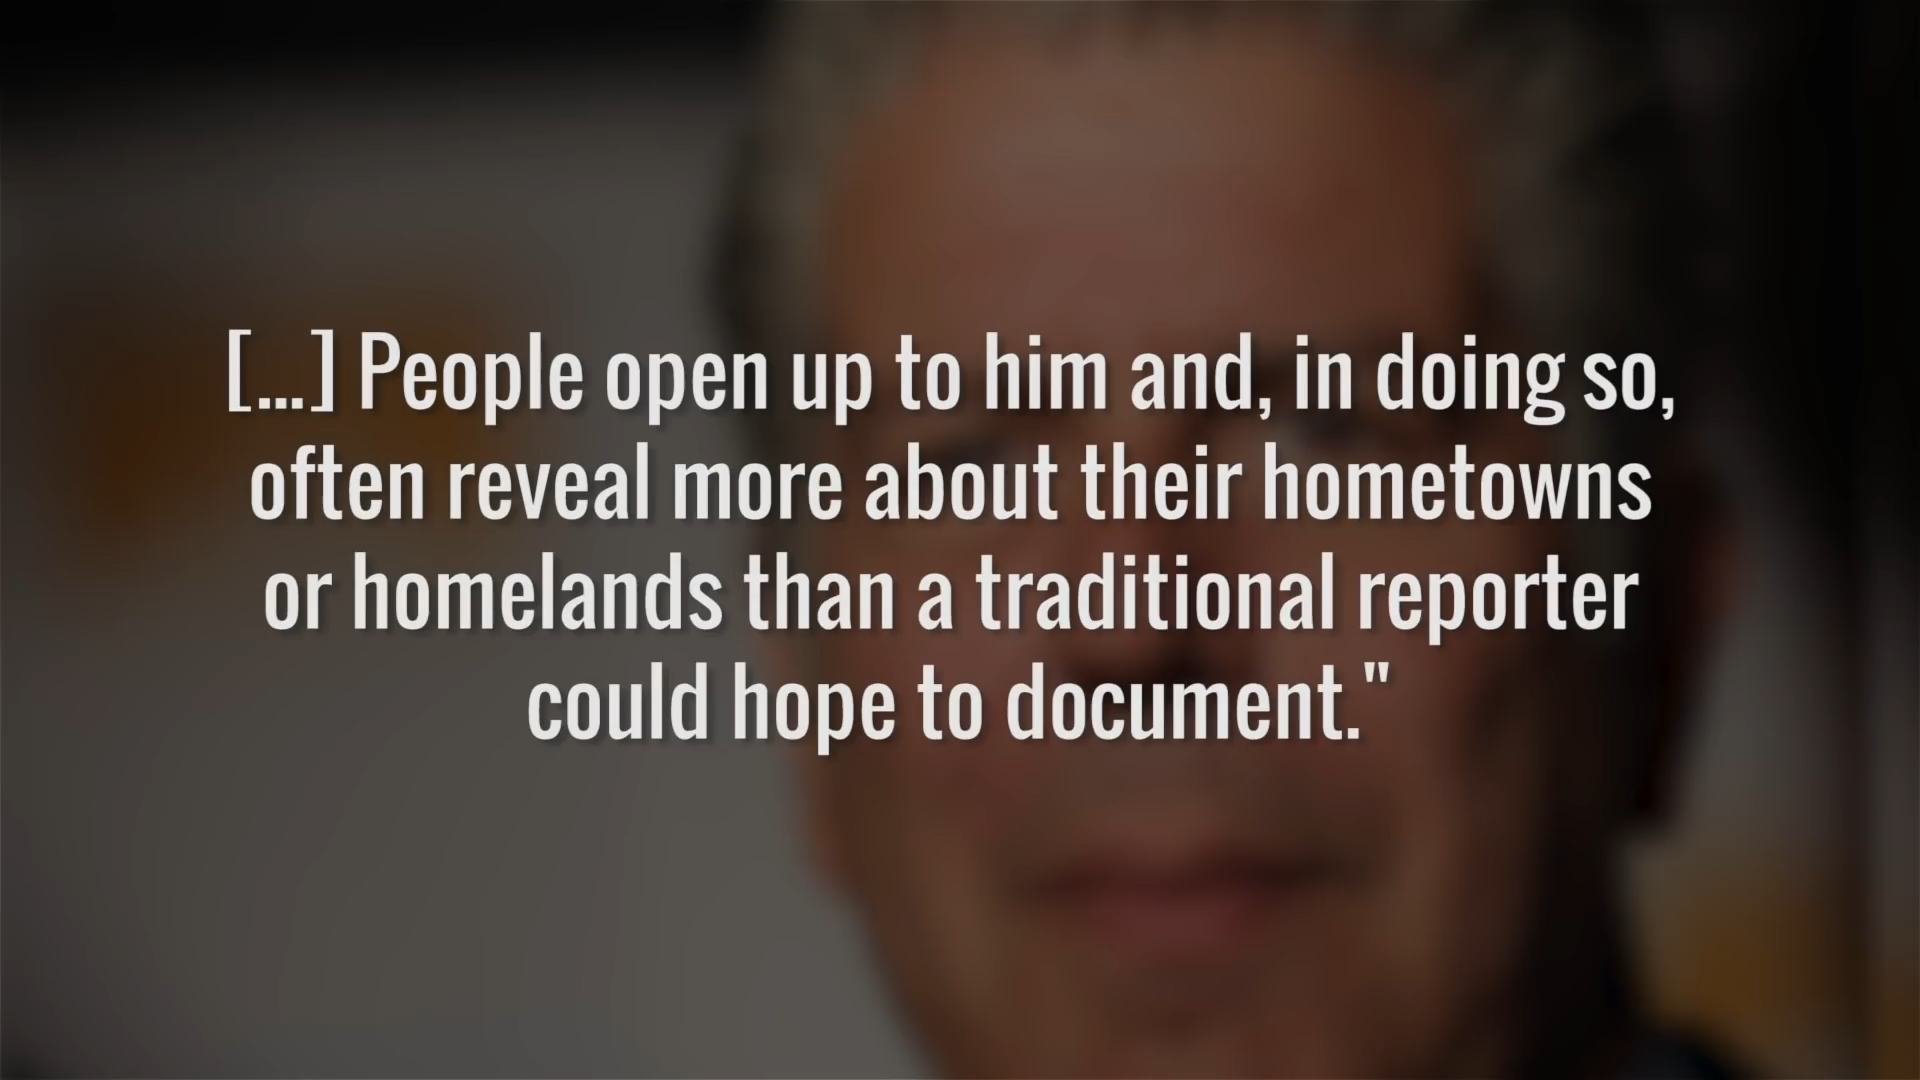 [...] People open up to him and, in doing so,
often reveal more about their hometowns
or homelands than a traditional reporter
could hope to document."